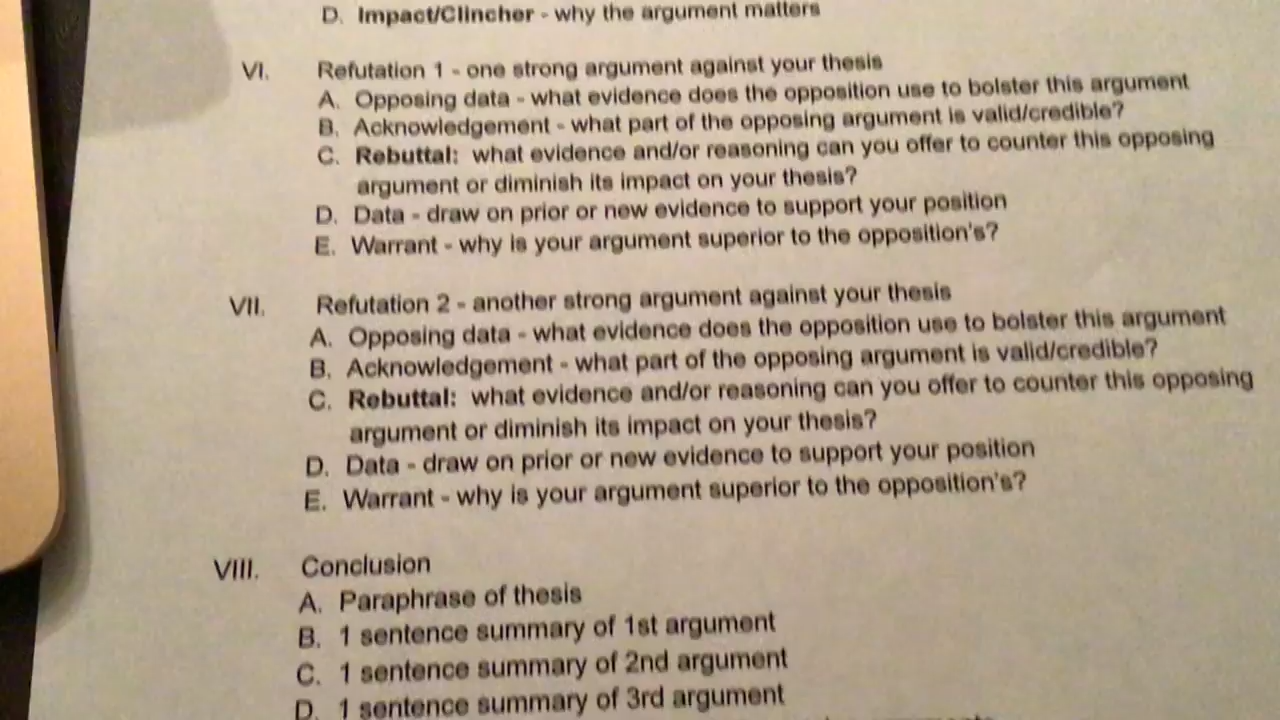 D. Impact/Clincher - why the argument matters
VI. Refutation 1 - one strong argument against your thesis
A. Opposing data - what evidence does the opposition use to bolster this argument
B. Acknowledgement - what part of the opposing argument is valid/credible?
C. Rebuttal: what evidence and/or reasoning can you offer to counter this opposing
argument or diminish its impact on your thesis?
D. Data - draw on prior or new evidence to support your position
E. Warrant - why is your argument superior to the opposition's?
VII. Refutation 2 - another strong argument against your thesis
A. Opposing data - what evidence does the opposition use to bolster this argument
B. Acknowledgement - what part of the opposing argument is valid/credible?
C. Rebuttal: what evidence and/or reasoning can you offer to counter this opposing
argument or diminish its impact on your thesis?
D. Data - draw on prior or new evidence to support your position
E. Warrant - why is your argument superior to the opposition's?
VIII. Conclusion
A. Paraphrase of thesis
B. 1 sentence summary of 1st argument
C. 1 sentence summary of 2nd argument
D. 1 sentence summary of 3rd argument